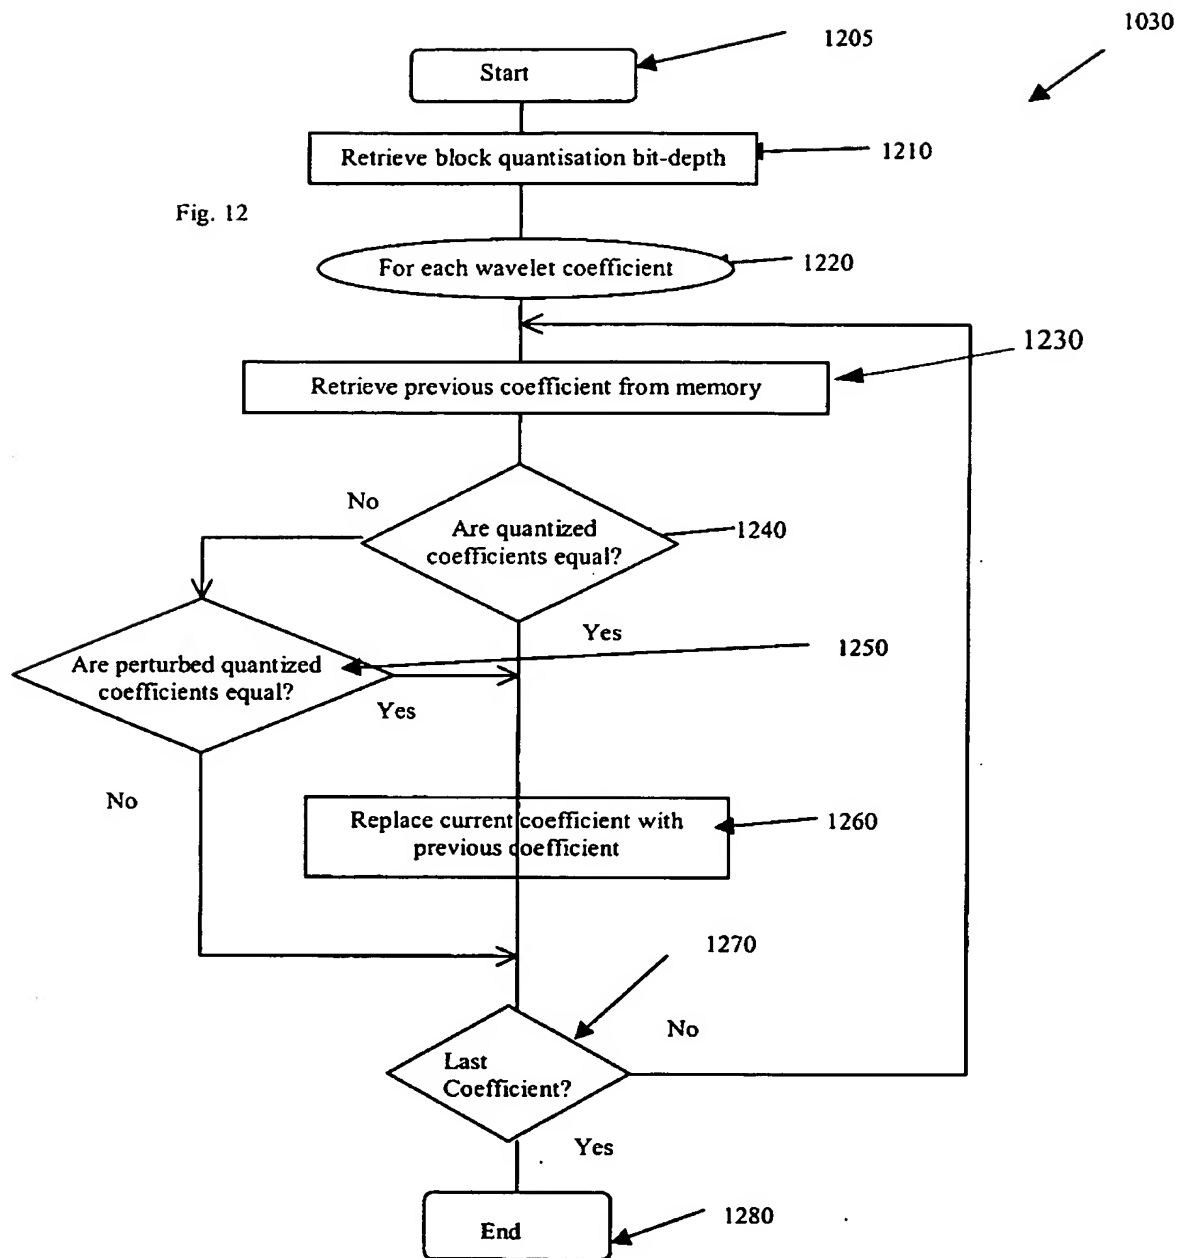 1030
1205
Start
Retrieve block quantisation bit-depth
1210
Fig. 12
For each wavelet coefficient
1220
1230
Retrieve previous coefficient from memory
No
Are quantized
coefficients equal?
1240
Yes
Are perturbed quantized
coefficients equal?
1250
Yes
No
Replace current coefficient with
previous coefficient
1260
1270
No
Last
Coefficient?
Yes
End
1280